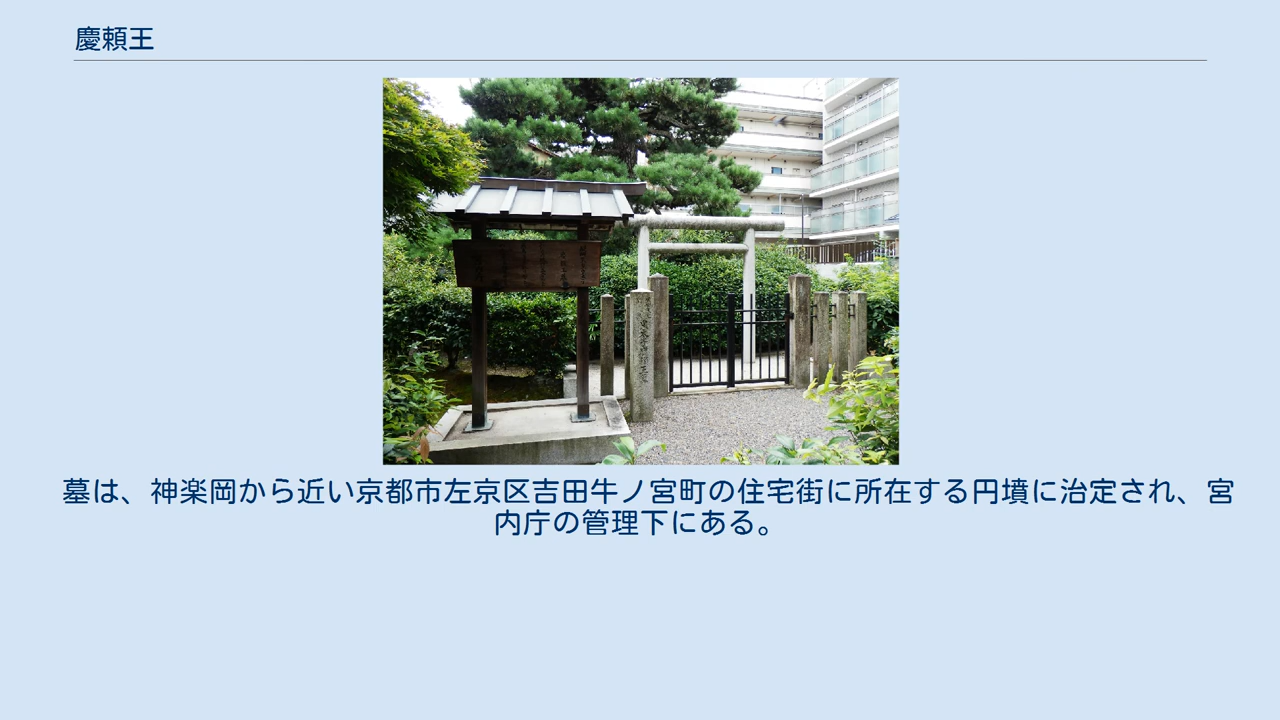 慶頼王
墓は、神楽岡から近い京都市左京区吉田牛ノ宮町の住宅街に所在する円墳に治定され、宮
内庁の管理下にある。